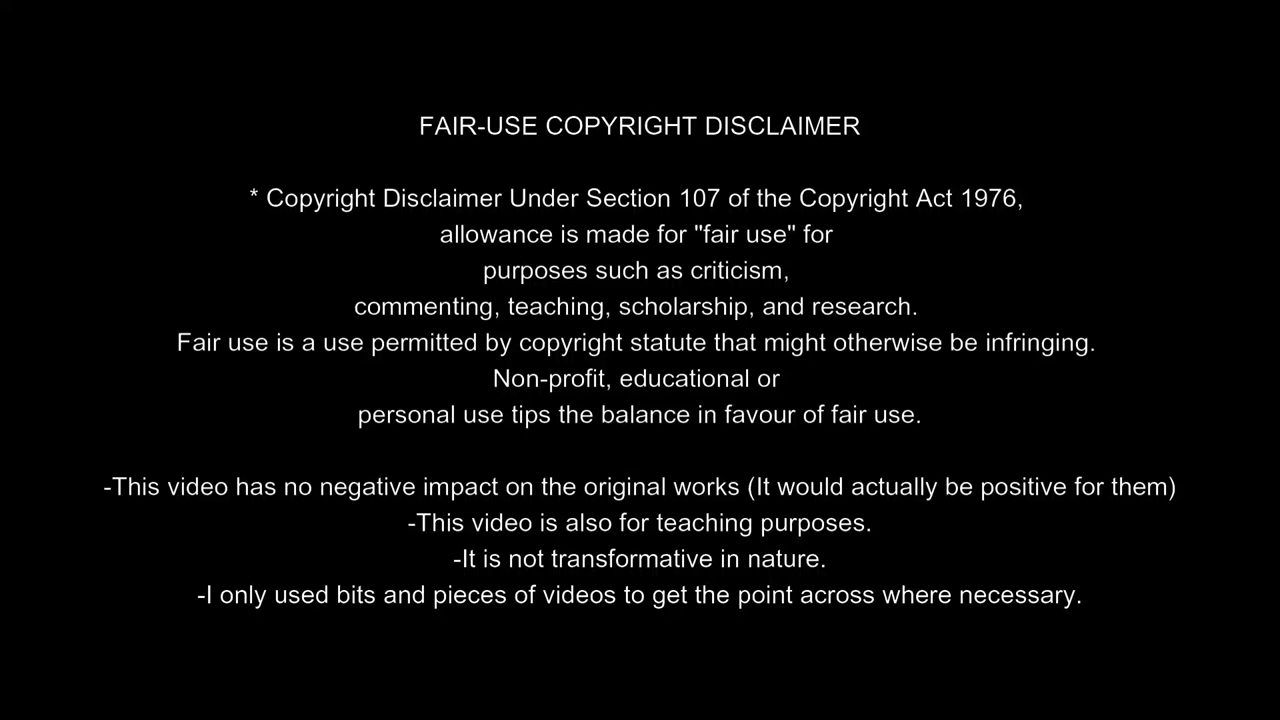 FAIR-USE COPYRIGHT DISCLAIMER
* Copyright Disclaimer Under Section 107 of the Copyright Act 1976,
allowance is made for "fair use" for
purposes such as criticism,
commenting, teaching, scholarship, and research.
Fair use is a use permitted by copyright statute that might otherwise be infringing.
Non-profit, educational or
personal use tips the balance in favour of fair use.
-This video has no negative impact on the original works (It would actually be positive for them)
-This video is also for teaching purposes.
-It is not transformative in nature.
-I only used bits and pieces of videos to get the point across where necessary.